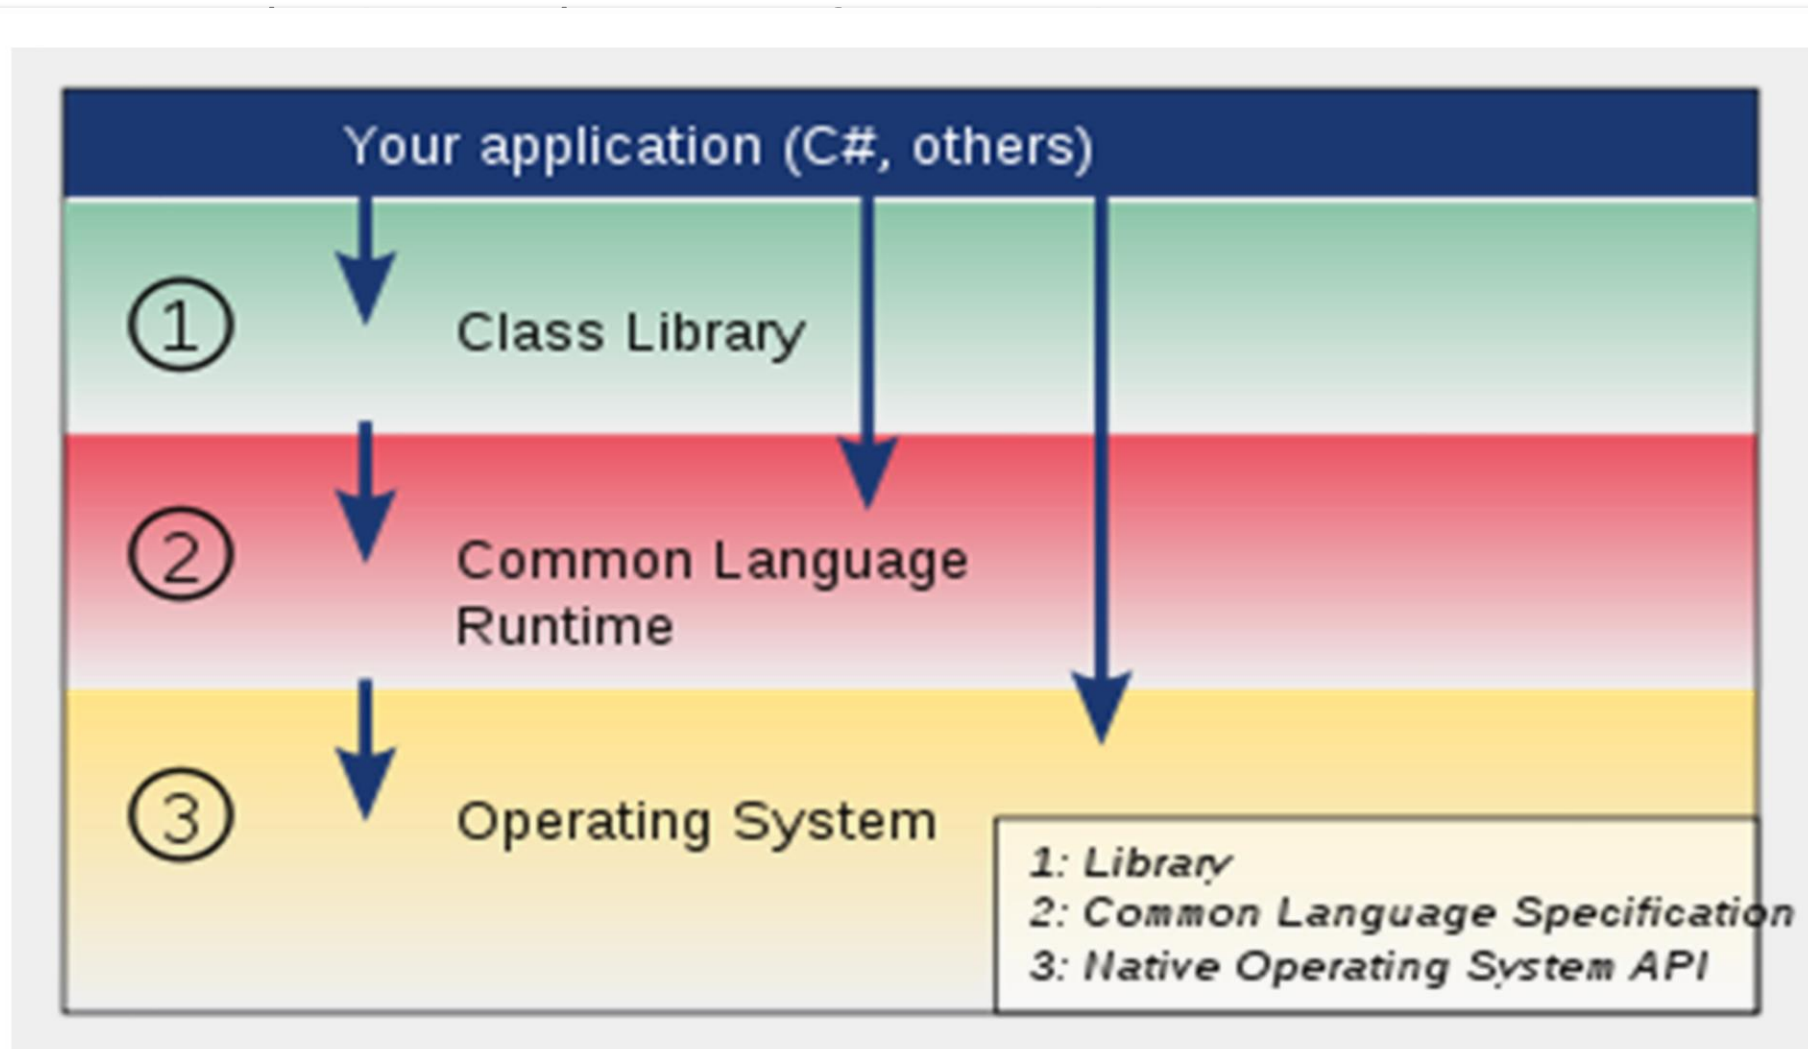 Your application (C#, others)
1
Class Library
2
Common Language
Runtime
3
Operating System
1: Library
2: Common Language Specification
3: Native Operating System API